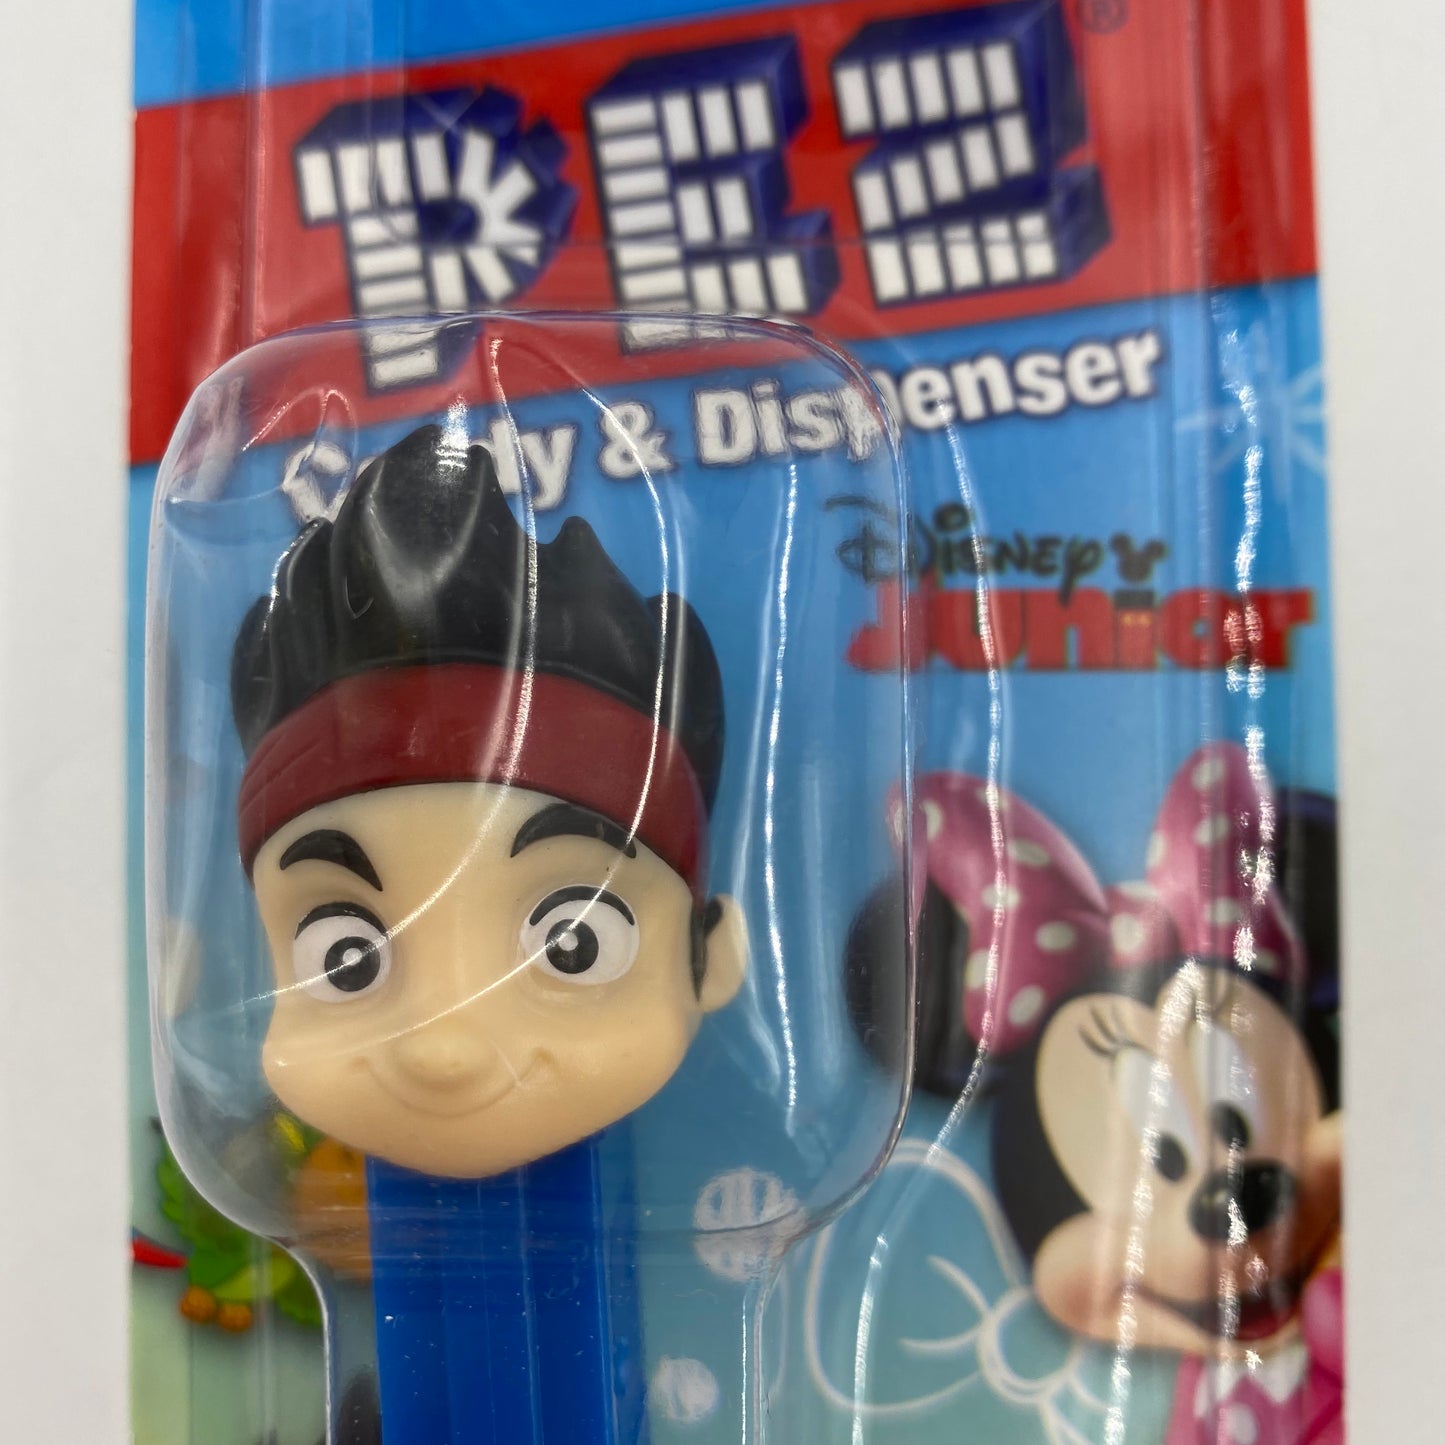 PEZ®
Candy & Dispenser
Disney
Junior